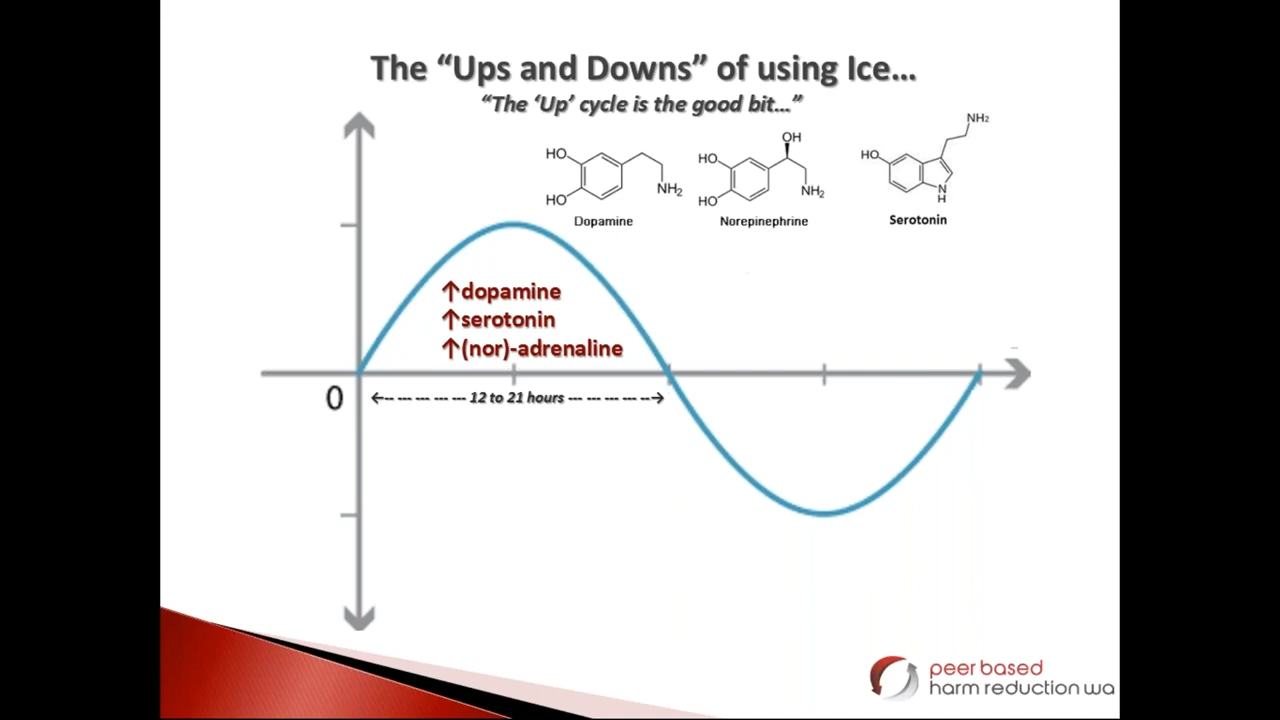 The “Ups and Downs” of using Ice...
“The ‘Up’ cycle is the good bit...”
HO
HO
NH₂
Dopamine
OH
HO
HO
NH₂
Norepinephrine
NH₂
HO
N
H
Serotonin
↑dopamine
↑serotonin
↑(nor)-adrenaline
0
←-- --- --- --- --- 12 to 21 hours --- --- --- --- --→
peer based
harm reduction wa